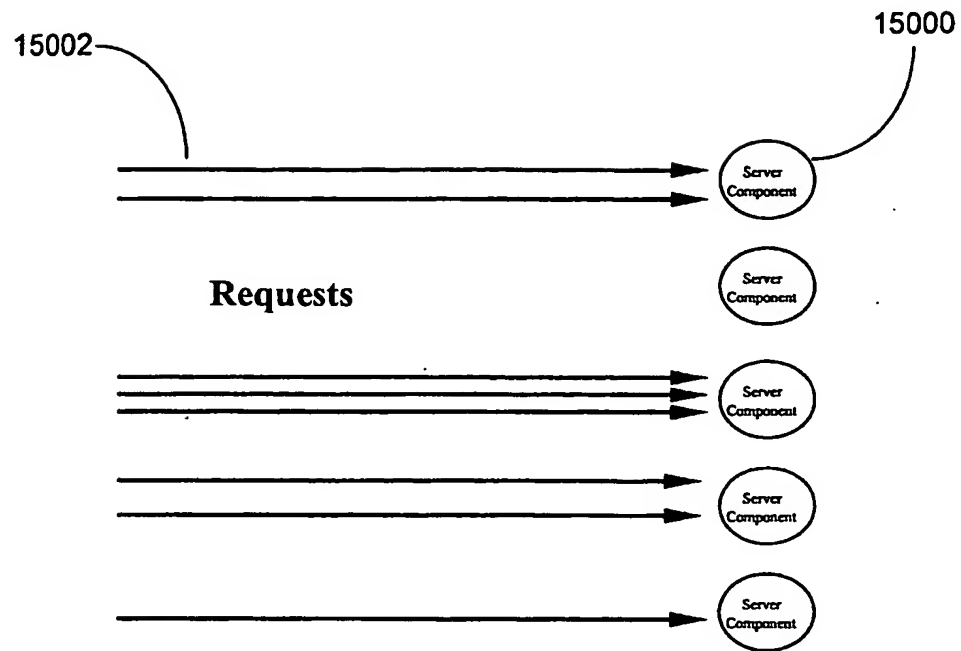 15002
15000
Server
Component
Server
Component
Requests
Server
Component
Server
Component
Server
Component